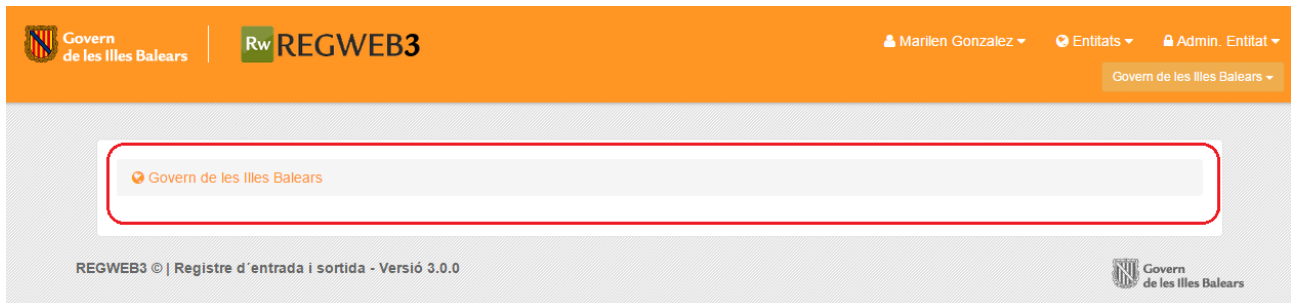 Govern
de les Illes Balears
Rw REGWEB3
Marilen Gonzalez
Entitats
Admin. Entitat
Govern de les Illes Balears
Govern de les Illes Balears
REGWEB3 © | Registre d´entrada i sortida - Versió 3.0.0
Govern
de les Illes Balears